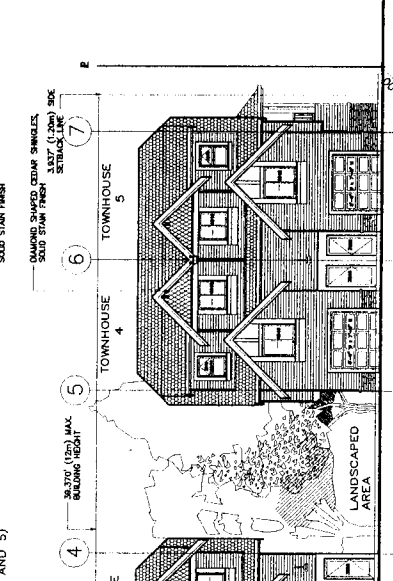 SOLID STAIN FINISH
DIAMOND SHAPED CEDAR SHINGLES,
SOLID STAIN FINISH
3.937' (1.20m) SIDE
SETBACK LINE
7
TOWNHOUSE
5
6
TOWNHOUSE
4
5
39.370' (12m) MAX.
BUILDING HEIGHT
LANDSCAPED
AREA
AND 5)
4